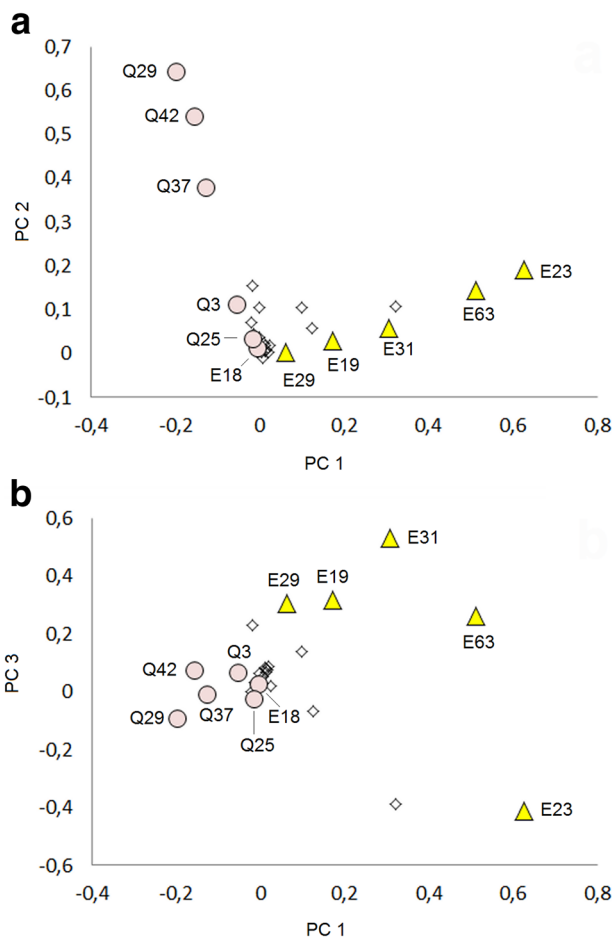 a
0,7
Q29
0,6
Q42
0,5
0,4
Q37
0,3
PC 2
0,2
E23
Q3
E63
0,1
Q25
E31
0
E18
E29
E19
-0,1
-0,4
-0,2
0
0,2
0,4
0,6
0,8
PC 1
b
0,6
E31
0,4
E29
E19
E63
0,2
Q3
Q42
PC 3
0
Q29
Q37
E18
Q25
-0,2
-0,4
E23
-0,6
-0,4
-0,2
0
0,2
0,4
0,6
0,8
PC 1